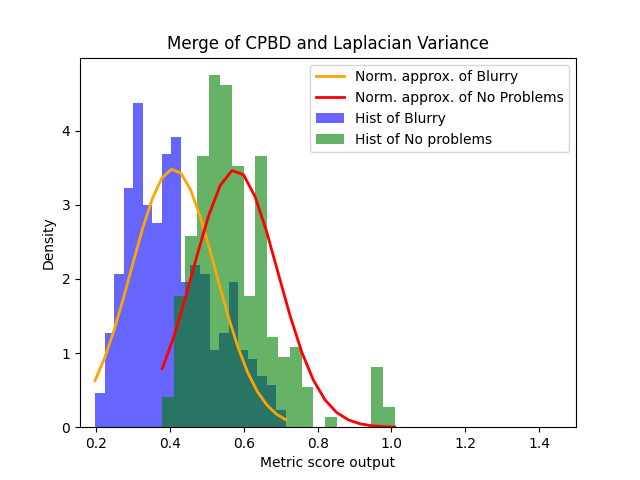 Merge of CPBD and Laplacian Variance
Norm. approx. of Blurry
Norm. approx. of No Problems
Hist of Blurry
Hist of No problems
Density
4
3
2
1
0
0.2 0.4 0.6 0.8 1.0 1.2 1.4
Metric score output